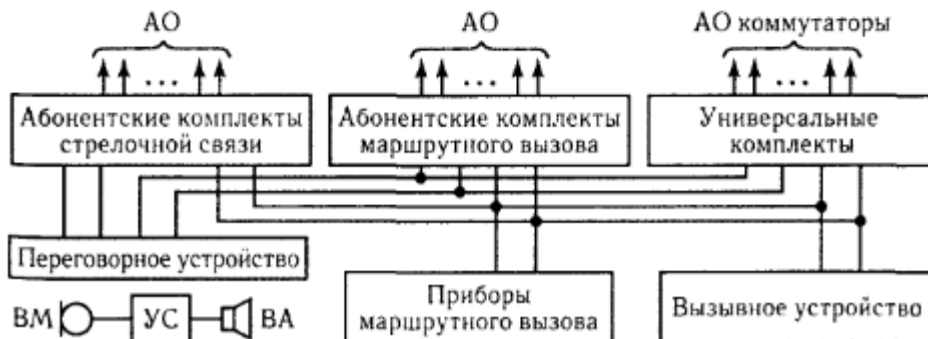 АО АО АО коммутаторы
Абонентские комплекты стрелочной связи
Абонентские комплекты маршрутного вызова
Универсальные комплекты
Переговорное устройство
Приборы маршрутного вызова
Вызывное устройство
ВМ УС ВА